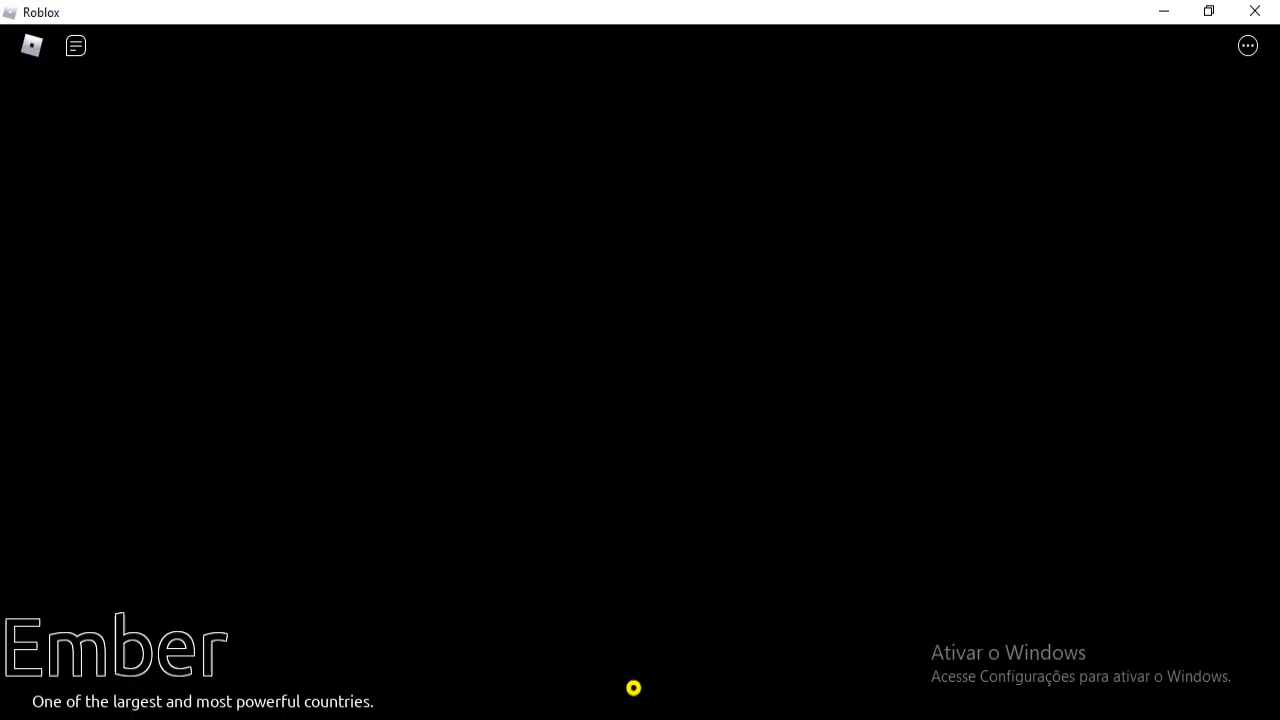 Roblox
Ember
One of the largest and most powerful countries.
Ativar o Windows
Acesse Configurações para ativar o Windows.